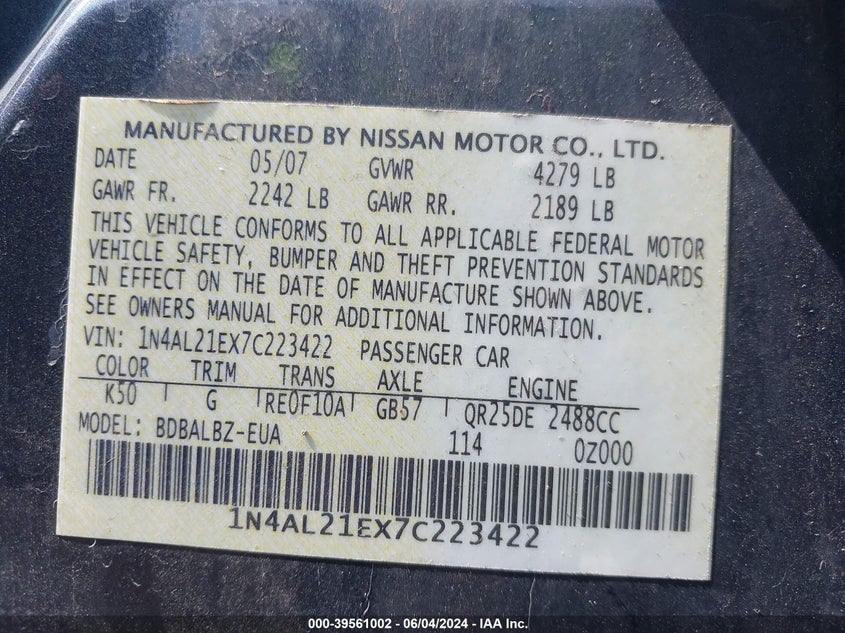 MANUFACTURED BY NISSAN MOTOR CO., LTD.
DATE 05/07 GVWR 4279 LB
GAWR FR. 2242 LB GAWR RR. 2189 LB
THIS VEHICLE CONFORMS TO ALL APPLICABLE FEDERAL MOTOR
VEHICLE SAFETY, BUMPER AND THEFT PREVENTION STANDARDS
IN EFFECT ON THE DATE OF MANUFACTURE SHOWN ABOVE.
SEE OWNERS MANUAL FOR ADDITIONAL INFORMATION.
VIN: 1N4AL21EX7C223422 PASSENGER CAR
COLOR TRIM TRANS AXLE ENGINE
K50 G RE0F10A GB57 QR25DE 2488CC
MODEL: BDBALBZ-EUA 114 0Z000
1N4AL21EX7C223422
000-39561002 - 06/04/2024 - IAA Inc.